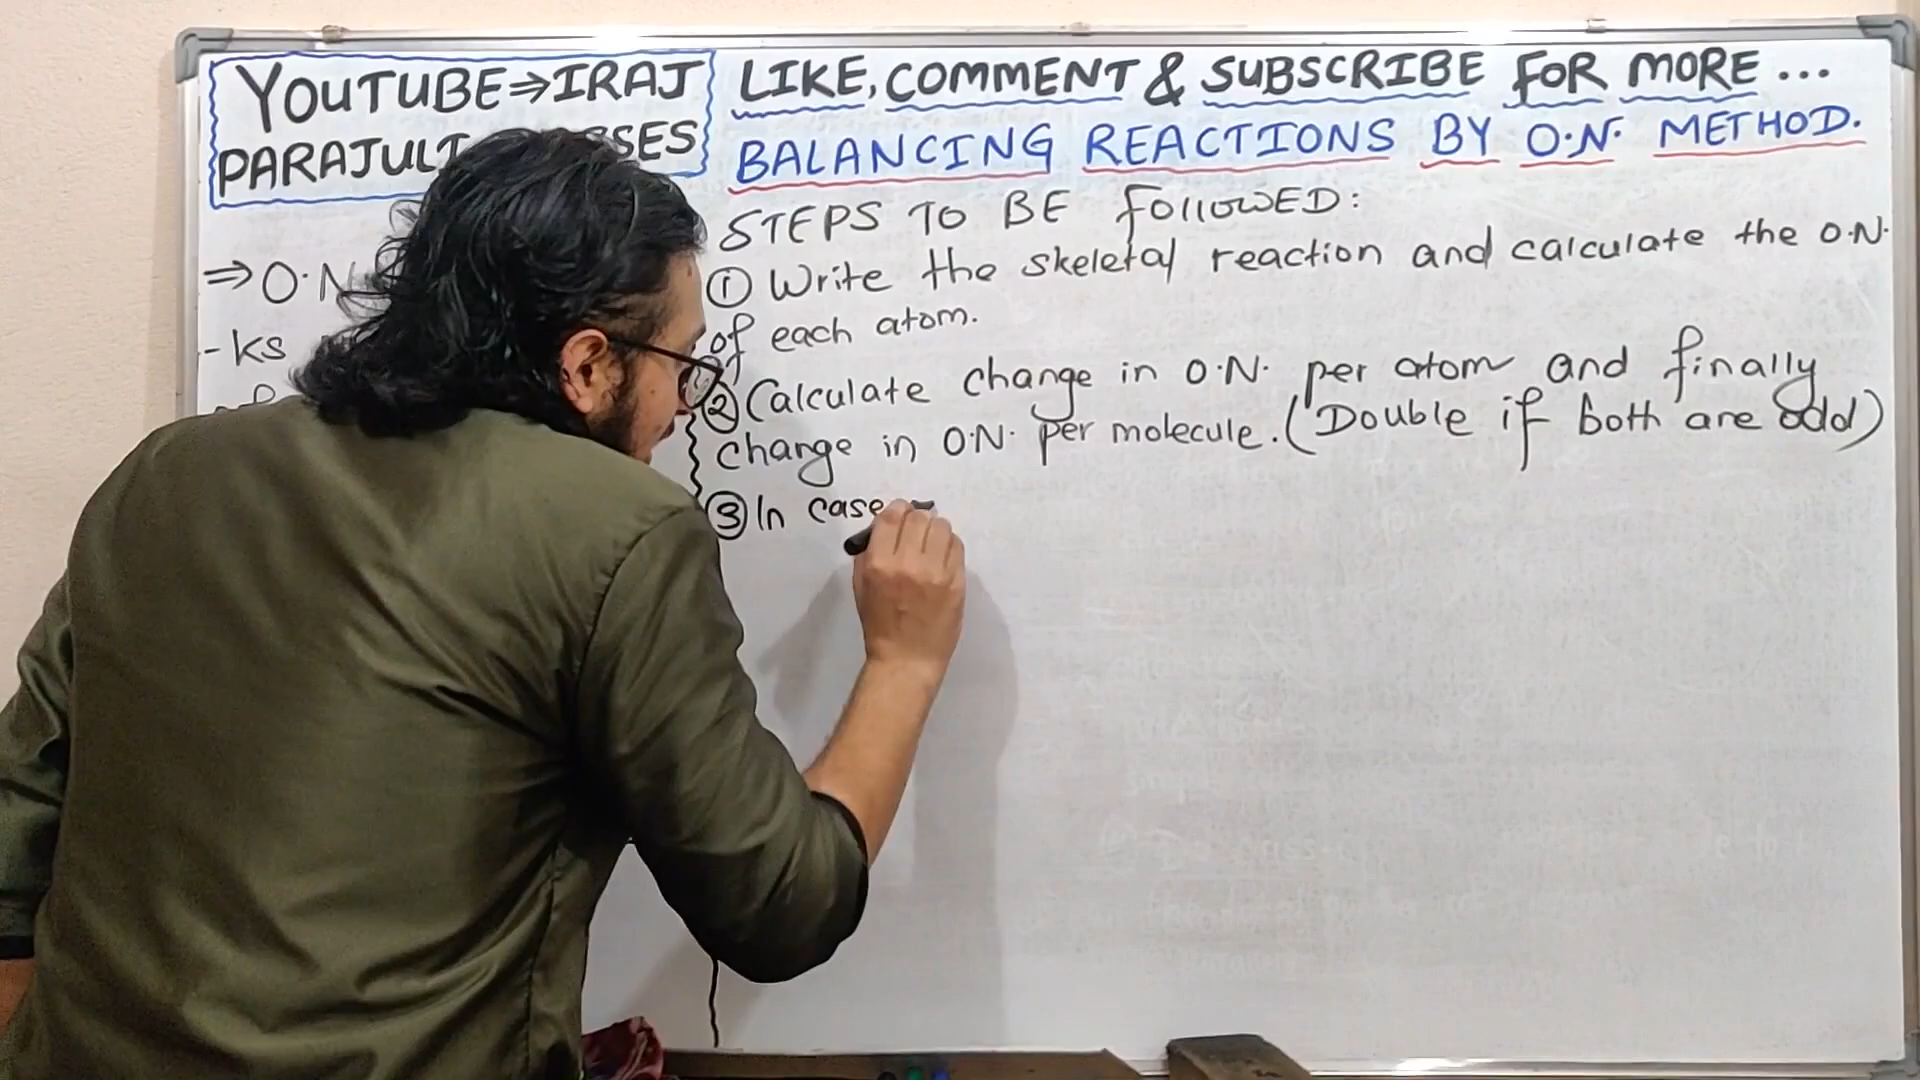 YOUTUBE⇒IRAJ
PARAJULI
LIKE, COMMENT & SUBSCRIBE FOR MORE ...
BALANCING REACTIONS BY O.N. METHOD.
⇒ O.N
-ks
of
STEPS TO BE FOLLOWED:
① Write the skeletal reaction and calculate the O.N.
of each atom.
② Calculate change in O.N. per atom and finally
change in O.N. per molecule. (Double if both are odd)
③ In case